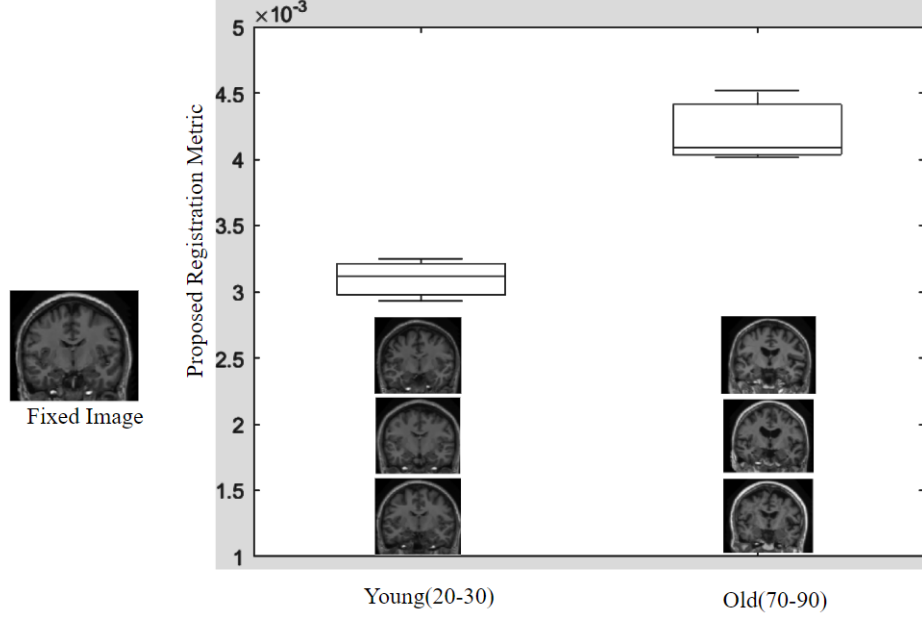 ×10-3
5
4.5
4
3.5
3
2.5
2
1.5
1
Proposed Registration Metric
Fixed Image
Young(20-30)
Old(70-90)